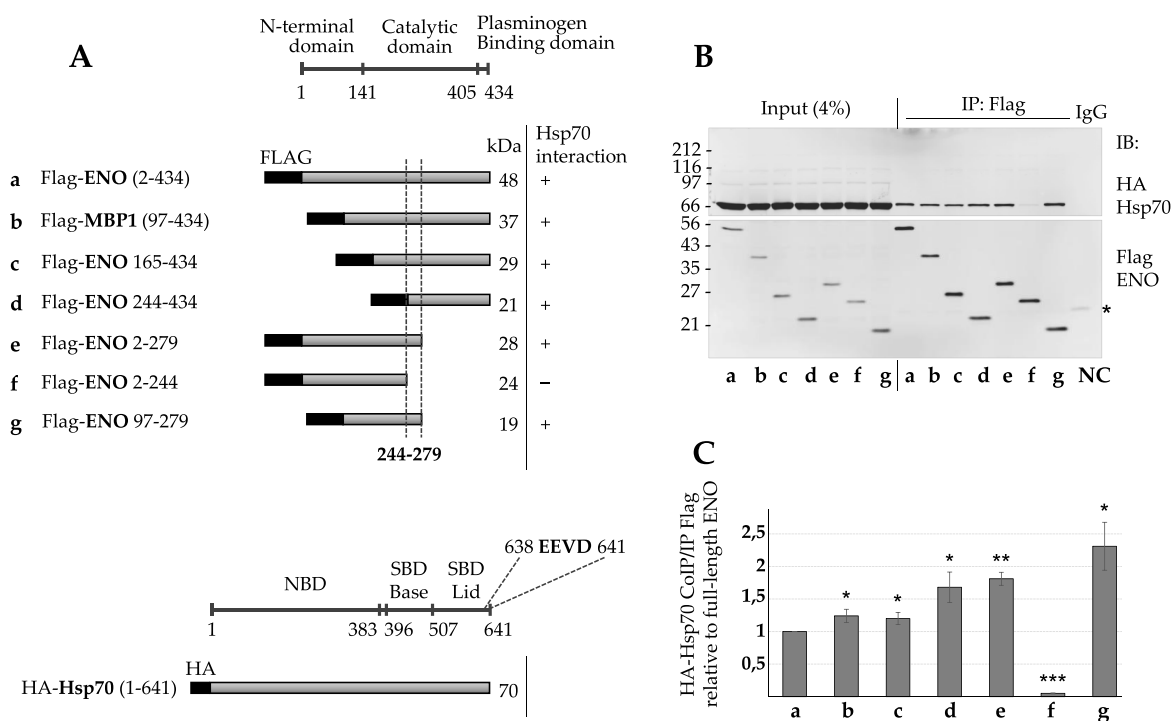 A
N-terminal domain
Catalytic domain
Plasminogen Binding domain
1 141 405 434
kDa
Hsp70 interaction
FLAG
a Flag-ENO (2-434) 48 +
b Flag-MBP1 (97-434) 37 +
c Flag-ENO 165-434 29 +
d Flag-ENO 244-434 21 +
e Flag-ENO 2-279 28 +
f Flag-ENO 2-244 24 –
g Flag-ENO 97-279 19 +
244-279
638 EEVD 641
NBD
SBD Base
SBD Lid
1 383 396 507 641
HA
HA-Hsp70 (1-641) 70
B
Input (4%) IP: Flag IgG
IB:
212
116
97
66
HA
Hsp70
56
43
35
27
21
Flag
ENO
*
a b c d e f g a b c d e f g NC
C
HA-Hsp70 CoIP/IP Flag
relative to full-length ENO
2,5
2
1,5
1
0,5
* * * ** *** *
a b c d e f g